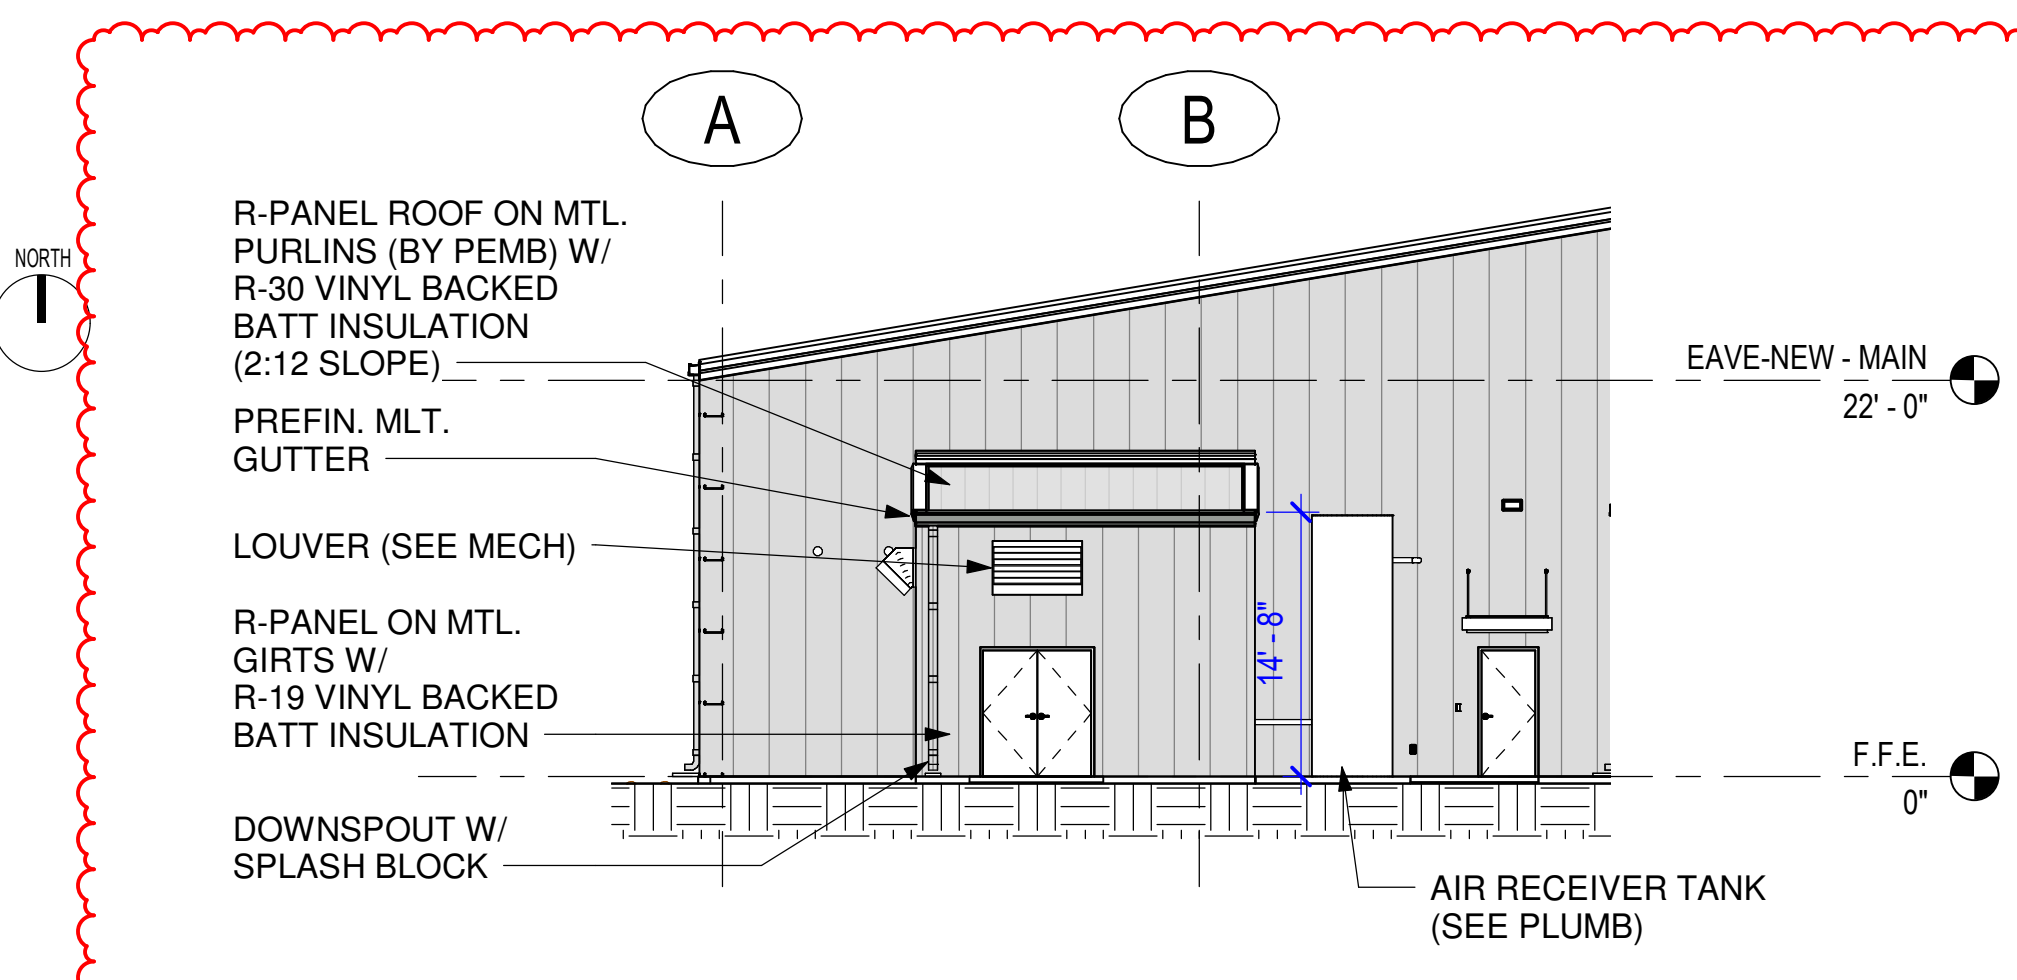 A
B
R-PANEL ROOF ON MTL.
PURLINS (BY PEMB) W/
R-30 VINYL BACKED
BATT INSULATION
(2:12 SLOPE)
NORTH
EAVE-NEW - MAIN
22' - 0"
PREFIN. MLT.
GUTTER
LOUVER (SEE MECH)
R-PANEL ON MTL.
GIRTS W/
R-19 VINYL BACKED
BATT INSULATION
14' - 8"
F.F.E.
0"
DOWNSPOUT W/
SPLASH BLOCK
AIR RECEIVER TANK
(SEE PLUMB)